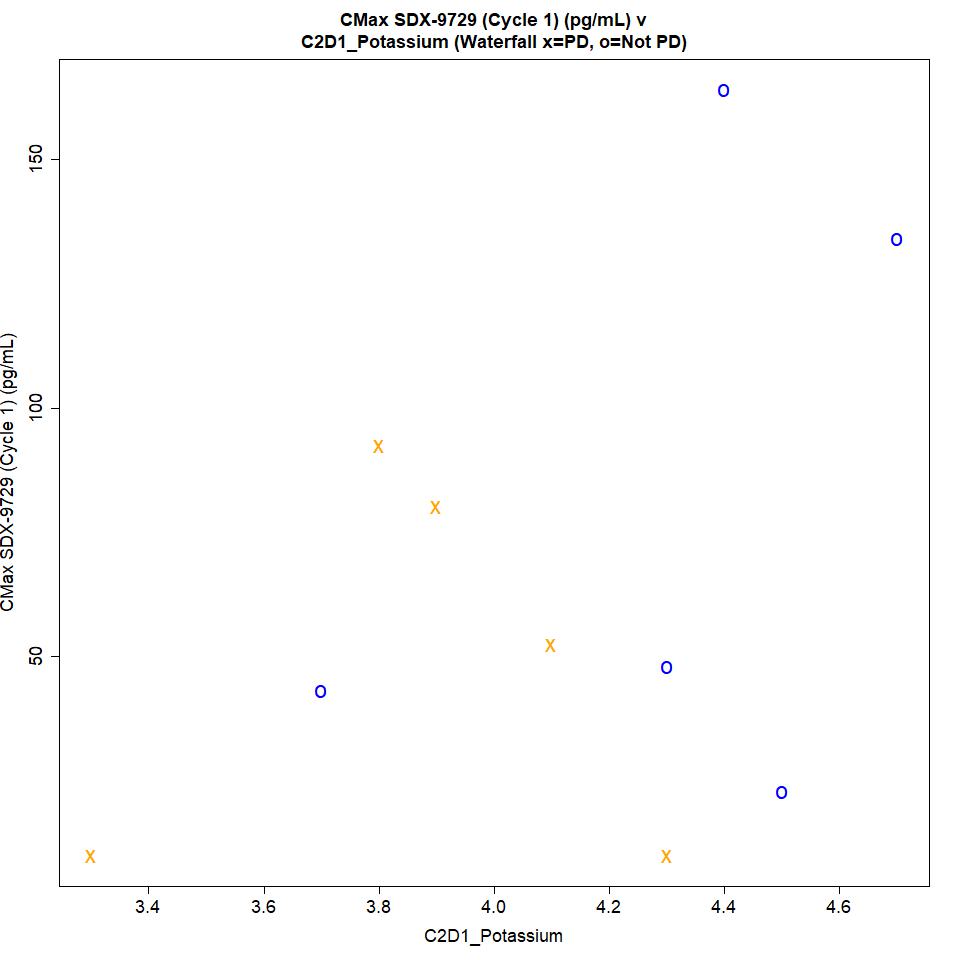 CMax SDX-9729 (Cycle 1) (pg/mL) v
C2D1_Potassium (Waterfall x=PD, o=Not PD)
CMax SDX-9729 (Cycle 1) (pg/mL)
150
100
50
o
o
x
x
x
o
o
o
x
x
3.4
3.6
3.8
4.0
4.2
4.4
4.6
C2D1_Potassium